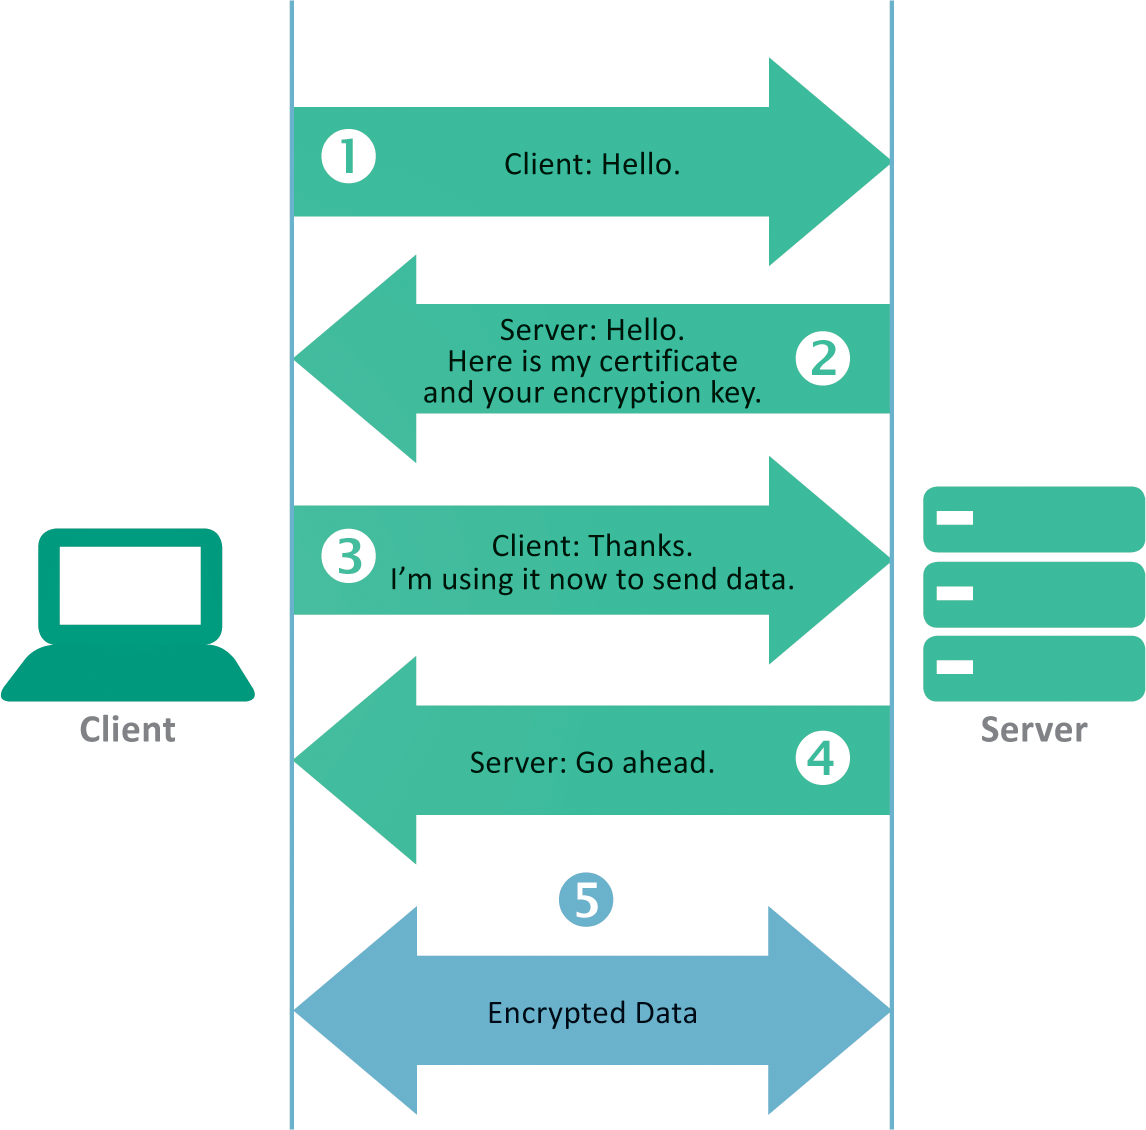 1
Client: Hello.
Server: Hello.
Here is my certificate
and your encryption key.
2
3
Client: Thanks.
I'm using it now to send data.
Client
Server
Server: Go ahead.
4
5
Encrypted Data